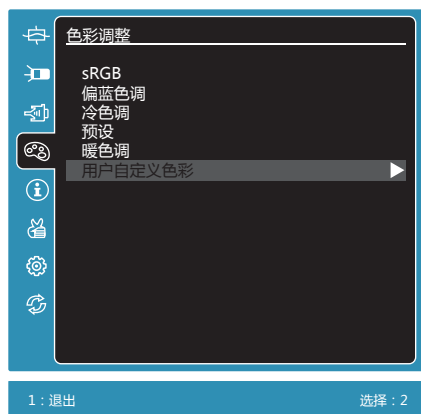 色彩调整
sRGB
偏蓝色调
冷色调
预设
暖色调
用户自定义色彩
1：退出
选择：2